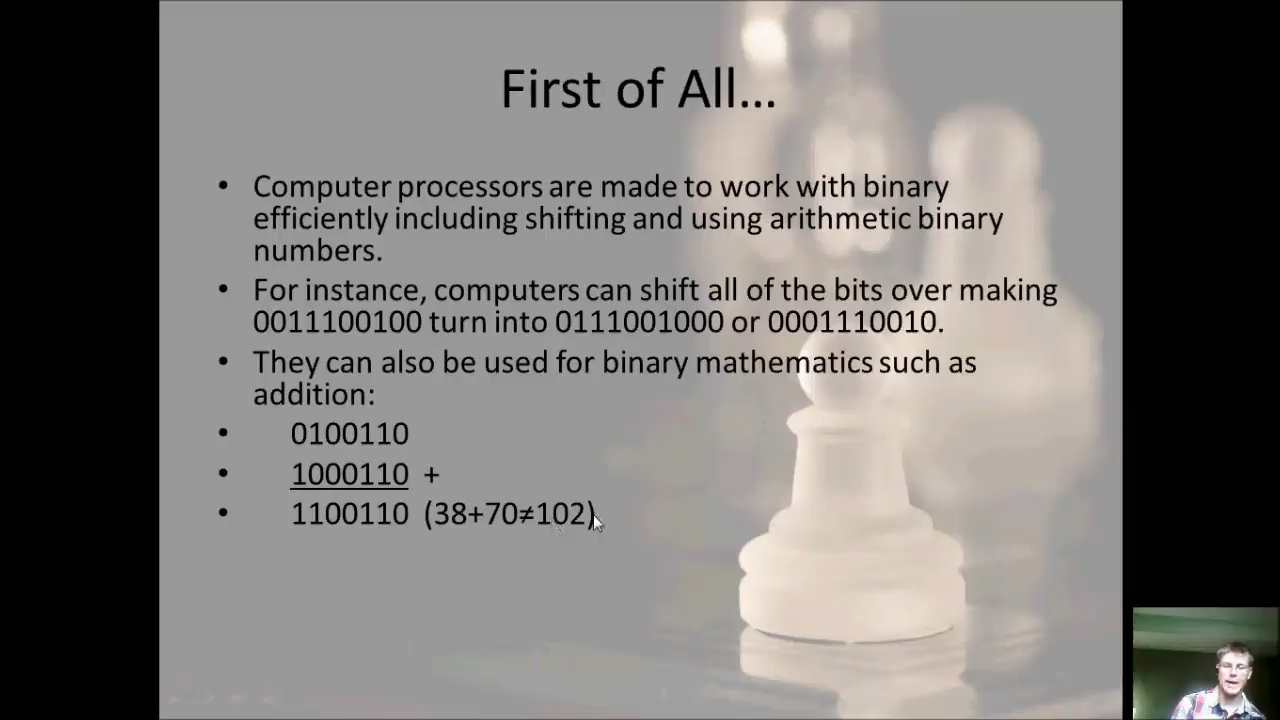 First of All…
• Computer processors are made to work with binary
efficiently including shifting and using arithmetic binary
numbers.
• For instance, computers can shift all of the bits over making
0011100100 turn into 0111001000 or 0001110010.
• They can also be used for binary mathematics such as
addition:
• 0100110
• 1000110 +
• 1100110 (38+70≠102)